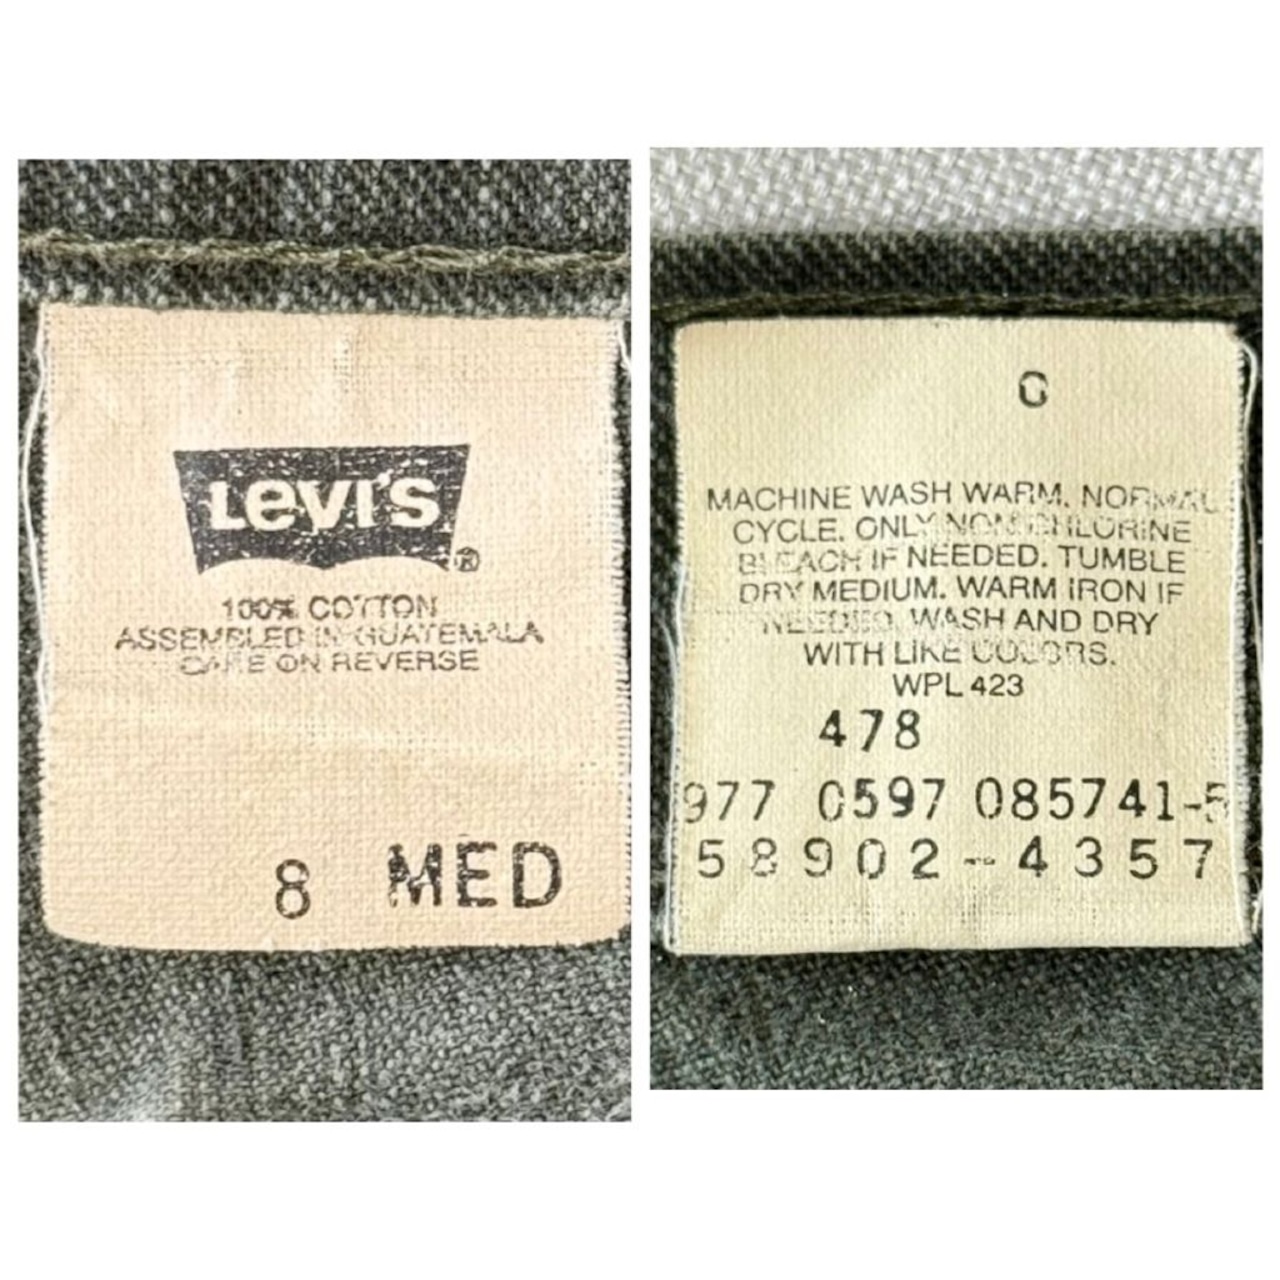 Levi's
®
100% COTTON
ASSEMBLED IN GUATEMALA
CARE ON REVERSE
8 MED
G
MACHINE WASH WARM, NORMAL
CYCLE. ONLY NON-CHLORINE
BLEACH IF NEEDED. TUMBLE
DRY MEDIUM. WARM IRON IF
NEEDED. WASH AND DRY
WITH LIKE COLORS.
WPL 423
478
977 0597 085741-5
58902-4357